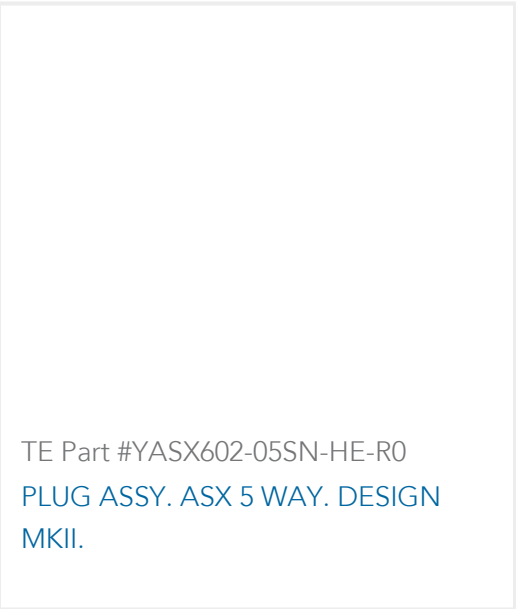 TE Part #YASX602-05SN-HE-R0
PLUG ASSY. ASX 5 WAY. DESIGN
MKII.